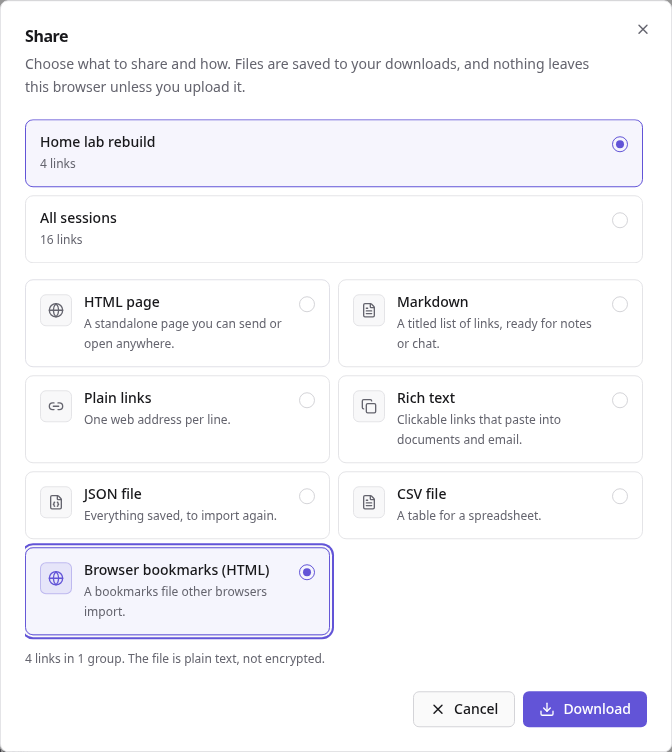 Share
Choose what to share and how. Files are saved to your downloads, and nothing leaves
this browser unless you upload it.
Home lab rebuild
4 links
All sessions
16 links
HTML page
A standalone page you can send or
open anywhere.
Markdown
A titled list of links, ready for notes
or chat.
Plain links
One web address per line.
Rich text
Clickable links that paste into
documents and email.
JSON file
Everything saved, to import again.
CSV file
A table for a spreadsheet.
Browser bookmarks (HTML)
A bookmarks file other browsers
import.
4 links in 1 group. The file is plain text, not encrypted.
Cancel
Download